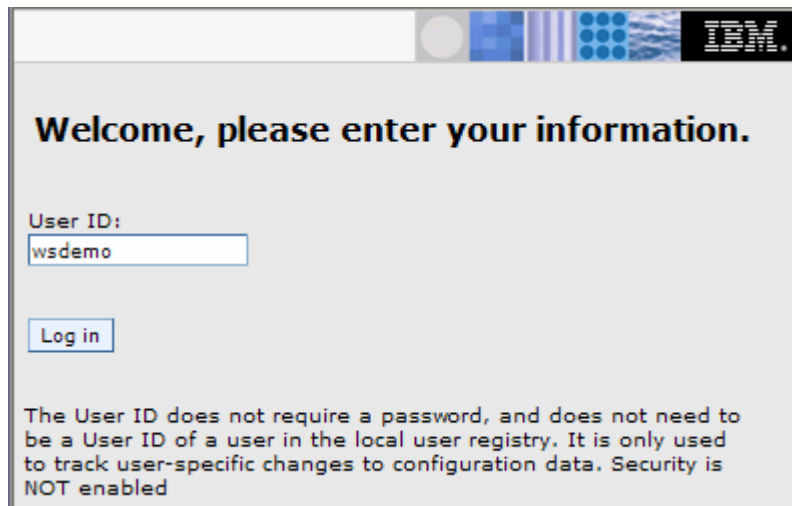 IBM.
Welcome, please enter your information.
User ID:
wsdemo
Log in
The User ID does not require a password, and does not need to
be a User ID of a user in the local user registry. It is only used
to track user-specific changes to configuration data. Security is
NOT enabled